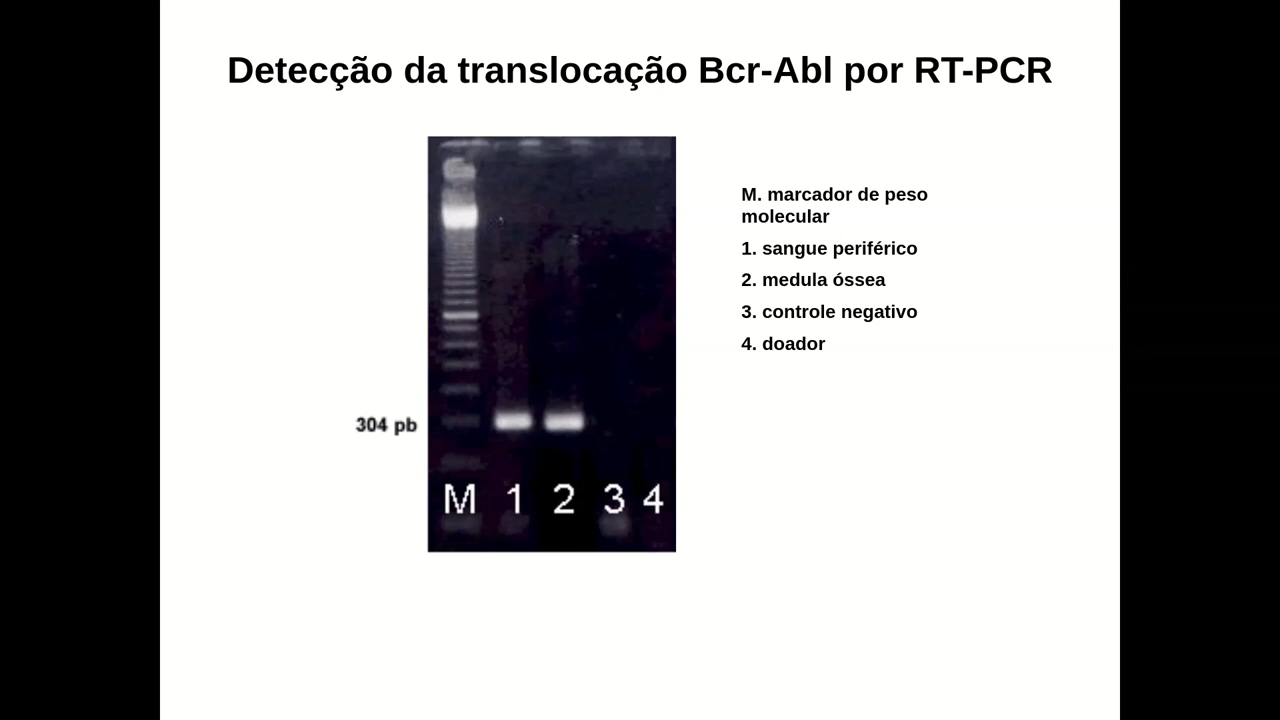 Detecção da translocação Bcr-Abl por RT-PCR
M. marcador de peso
molecular
1. sangue periférico
2. medula óssea
3. controle negativo
4. doador
304 pb
M 1 2 3 4